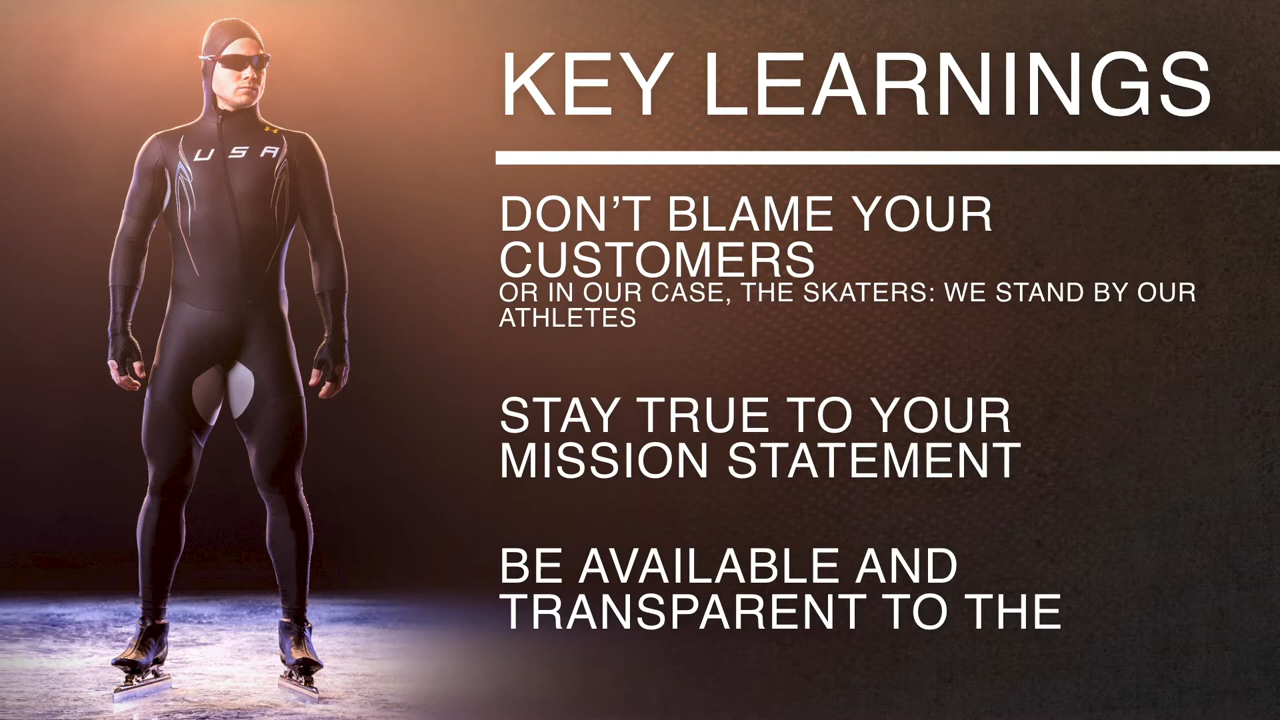 USA
KEY LEARNINGS
DON'T BLAME YOUR
CUSTOMERS
OR IN OUR CASE, THE SKATERS: WE STAND BY OUR
ATHLETES
STAY TRUE TO YOUR
MISSION STATEMENT
BE AVAILABLE AND
TRANSPARENT TO THE